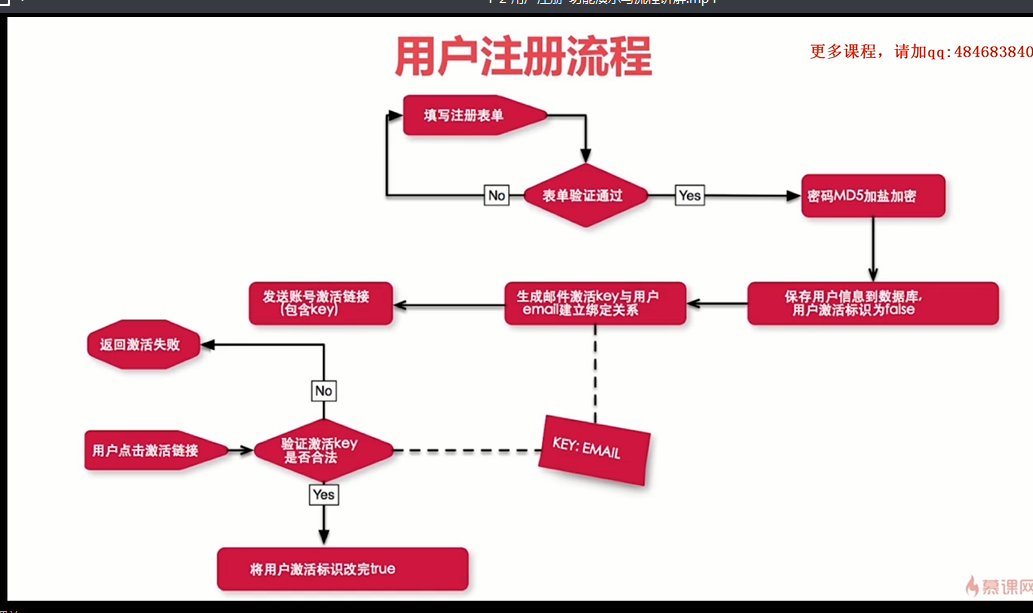 用户注册流程
更多课程，请加qq:484683840
填写注册表单
表单验证通过
No
Yes
密码MD5加盐加密
保存用户信息到数据库,
用户激活标识为false
生成邮件激活key与用户
email建立绑定关系
发送账号激活链接
(包含key)
返回激活失败
No
用户点击激活链接
验证激活key
是否合法
KEY: EMAIL
Yes
将用户激活标识改完true
慕课网